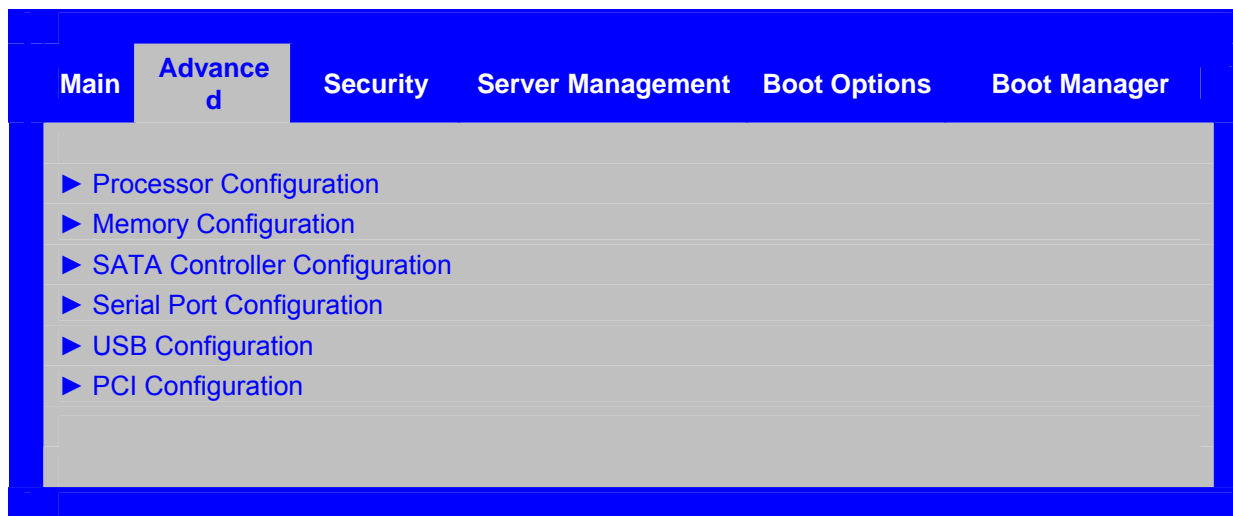 Main Advance
d Security Server Management Boot Options Boot Manager
► Processor Configuration
► Memory Configuration
► SATA Controller Configuration
► Serial Port Configuration
► USB Configuration
► PCI Configuration